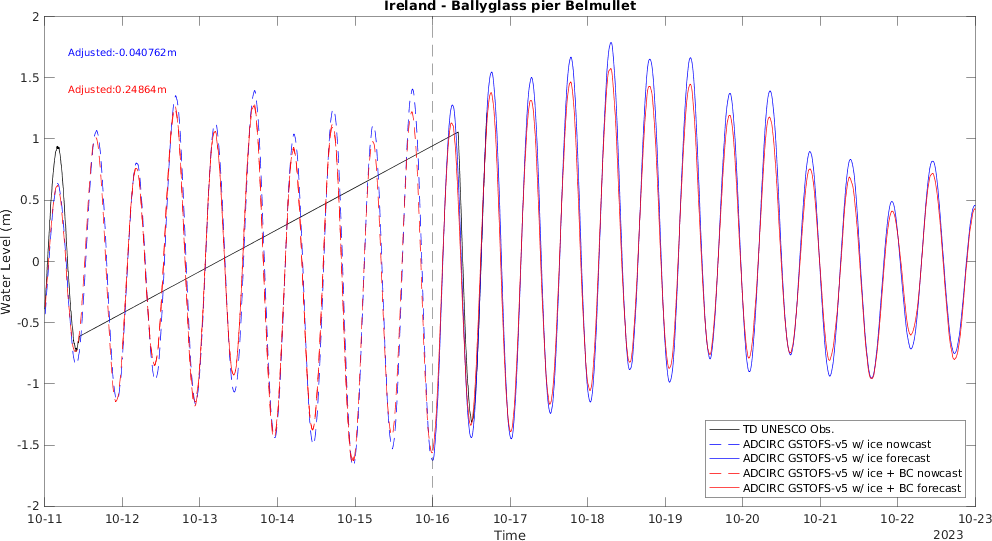 Ireland - Ballyglass pier Belmullet
Adjusted:-0.040762m
Adjusted:0.24864m
Water Level (m)
2
1.5
1
0.5
0
-0.5
-1
-1.5
-2
TD UNESCO Obs.
ADCIRC GSTOFS-v5 w/ ice nowcast
ADCIRC GSTOFS-v5 w/ ice forecast
ADCIRC GSTOFS-v5 w/ ice + BC nowcast
ADCIRC GSTOFS-v5 w/ ice + BC forecast
10-11 10-12 10-13 10-14 10-15 10-16 10-17 10-18 10-19 10-20 10-21 10-22 10-23
Time
2023